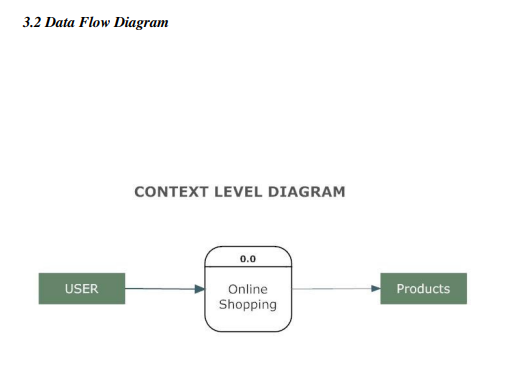 3.2 Data Flow Diagram
CONTEXT LEVEL DIAGRAM
0.0
USER
Online
Shopping
Products